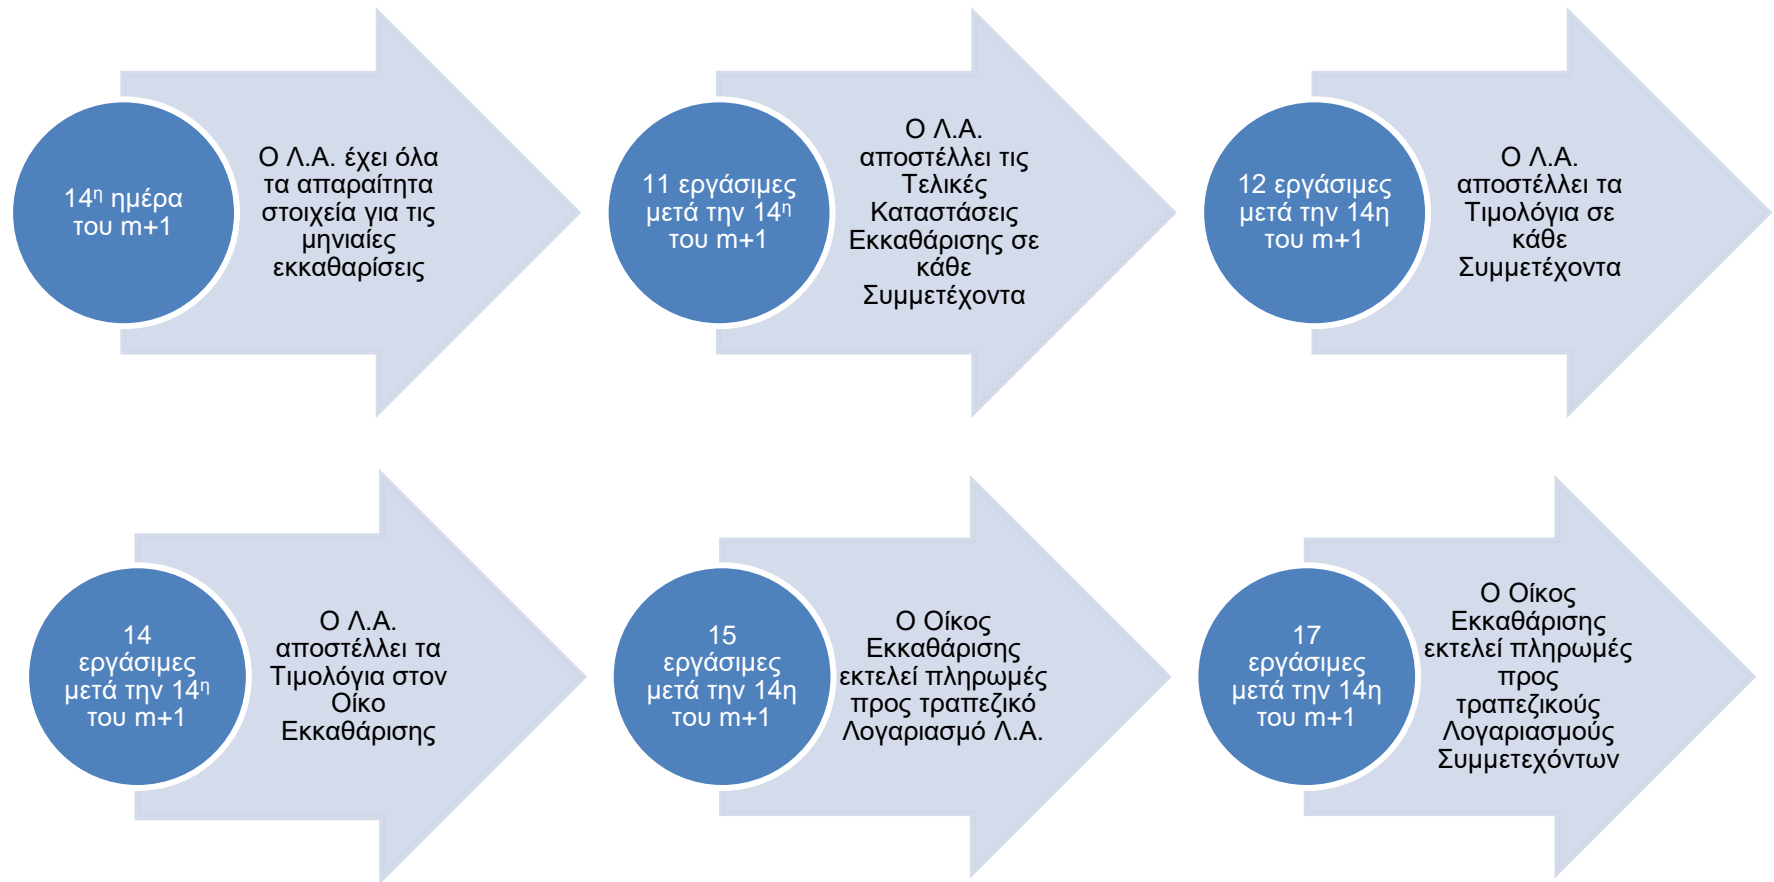 14η ημέρα
του m+1
Ο Λ.Α. έχει όλα
τα απαραίτητα
στοιχεία για τις
μηνιαίες
εκκαθαρίσεις
11 εργάσιμες
μετά την 14η
του m+1
Ο Λ.Α.
αποστέλλει τις
Τελικές
Καταστάσεις
Εκκαθάρισης σε
κάθε
Συμμετέχοντα
12 εργάσιμες
μετά την 14η
του m+1
Ο Λ.Α.
αποστέλλει τα
Τιμολόγια σε
κάθε
Συμμετέχοντα
14
εργάσιμες
μετά την 14η
του m+1
Ο Λ.Α.
αποστέλλει τα
Τιμολόγια στον
Οίκο
Εκκαθάρισης
15
εργάσιμες
μετά την 14η
του m+1
Ο Οίκος
Εκκαθάρισης
εκτελεί πληρωμές
προς τραπεζικό
Λογαριασμό Λ.Α.
17
εργάσιμες
μετά την 14η
του m+1
Ο Οίκος
Εκκαθάρισης
εκτελεί πληρωμές
προς
τραπεζικούς
Λογαριασμούς
Συμμετεχόντων